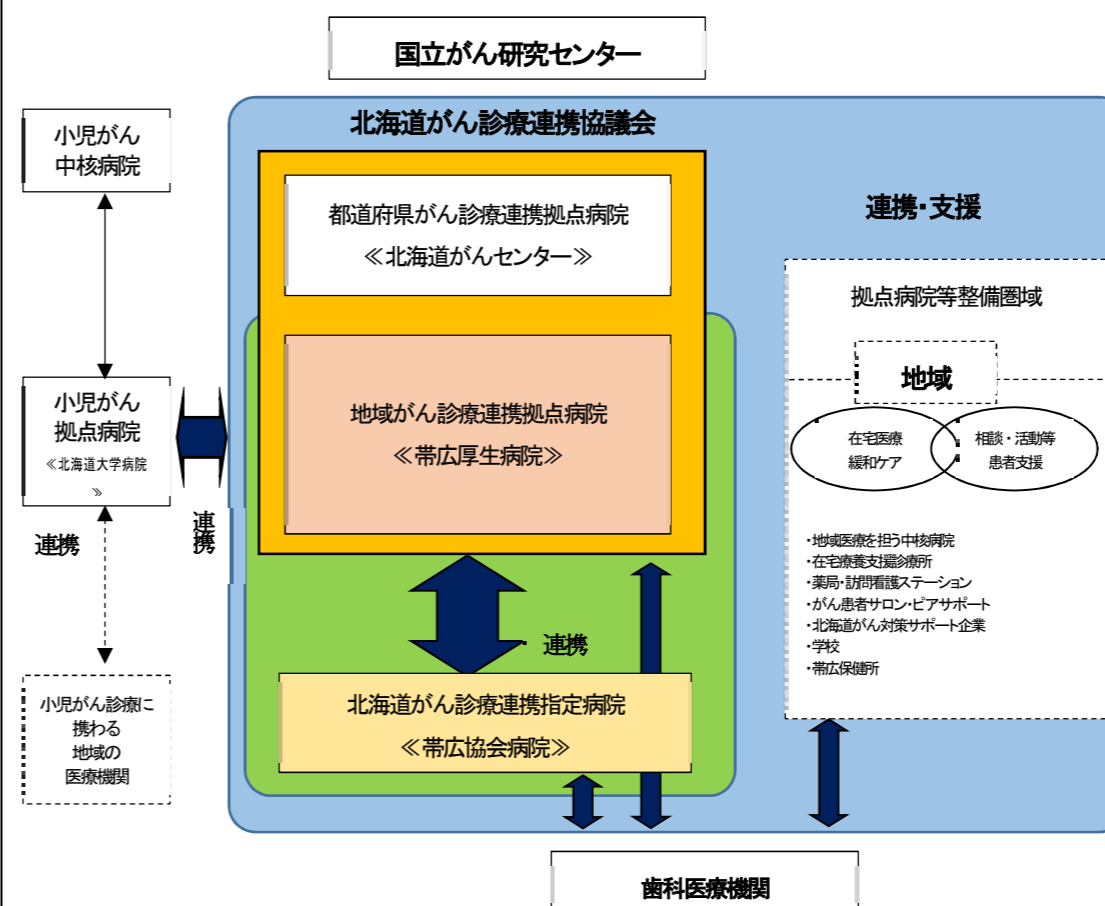 国立がん研究センター
小児がん
中核病院
北海道がん診療連携協議会
都道府県がん診療連携拠点病院
≪北海道がんセンター≫
連携・支援
拠点病院等整備圏域
地域
在宅医療
緩和ケア
相談・活動等
患者支援
小児がん
拠点病院
≪北海道大学病院
≫
連携
連携
地域がん診療連携拠点病院
≪帯広厚生病院≫
・地域医療を担う中核病院
・在宅療養支援診療所
・薬局・訪問看護ステーション
・がん患者サロン・ピアサポート
・北海道がん対策サポート企業
・学校
・帯広保健所
連携
小児がん診療に
携わる
地域の
医療機関
北海道がん診療連携指定病院
≪帯広協会病院≫
歯科医療機関